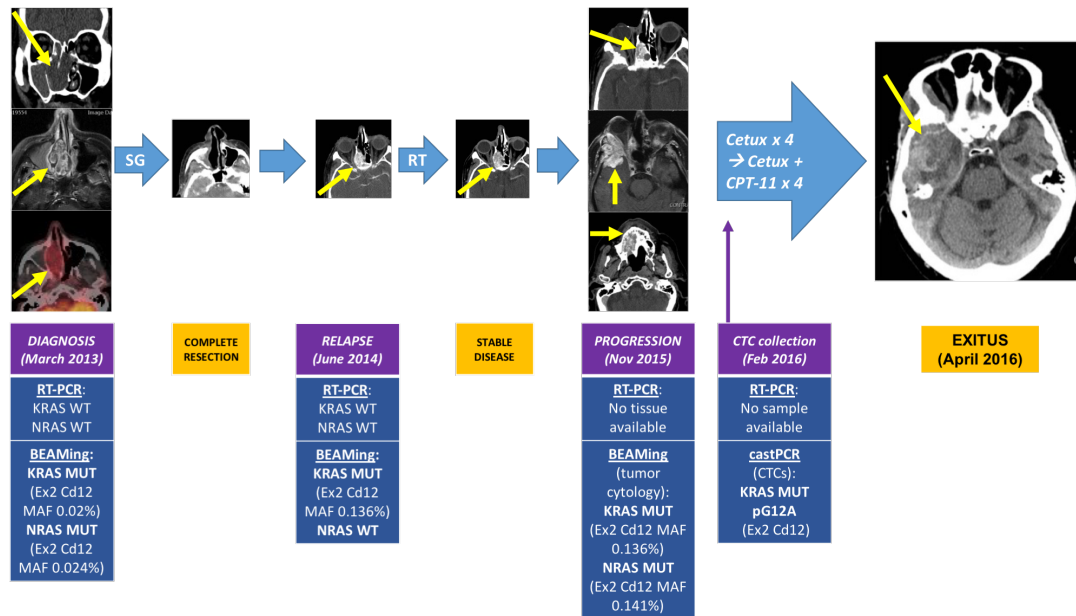 19554
Image Co
SG
RT
CONTR
Cetux x 4
→ Cetux +
CPT-11 x 4
DIAGNOSIS
(March 2013)
COMPLETE
RESECTION
RELAPSE
(June 2014)
STABLE
DISEASE
PROGRESSION
(Nov 2015)
CTC collection
(Feb 2016)
EXITUS
(April 2016)
RT-PCR:
KRAS WT
NRAS WT
BEAMing:
KRAS MUT
(Ex2 Cd12
MAF 0.02%)
NRAS MUT
(Ex2 Cd12
MAF 0.024%)
RT-PCR:
KRAS WT
NRAS WT
BEAMing:
KRAS MUT
(Ex2 Cd12
MAF 0.136%)
NRAS WT
RT-PCR:
No tissue
available
BEAMing
(tumor
cytology):
KRAS MUT
(Ex2 Cd12 MAF
0.136%)
NRAS MUT
(Ex2 Cd12 MAF
0.141%)
RT-PCR:
No sample
available
castPCR
(CTCs):
KRAS MUT
pG12A
(Ex2 Cd12)